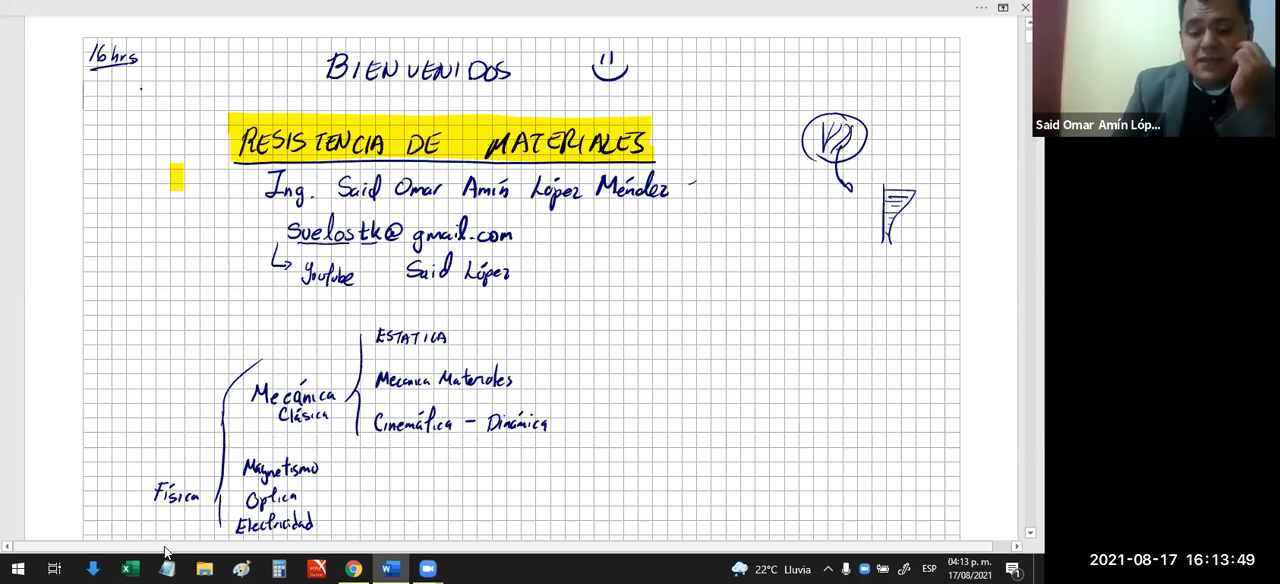 16 hrs
BIENVENIDOS
RESISTENCIA DE MATERIALES
Ing. Said Omar Amín López Méndez
suelostk@gmail.com
Youtube Said López
ESTATICA
Mecánica Clásica
Mecanica Materiales
Cinemática - Dinámica
Magnetismo
Física
Optica
Electricidad
Said Omar Amín Lóp...
22°C Lluvia
ESP
04:13 p. m.
17/08/2021
1
2021-08-17 16:13:49